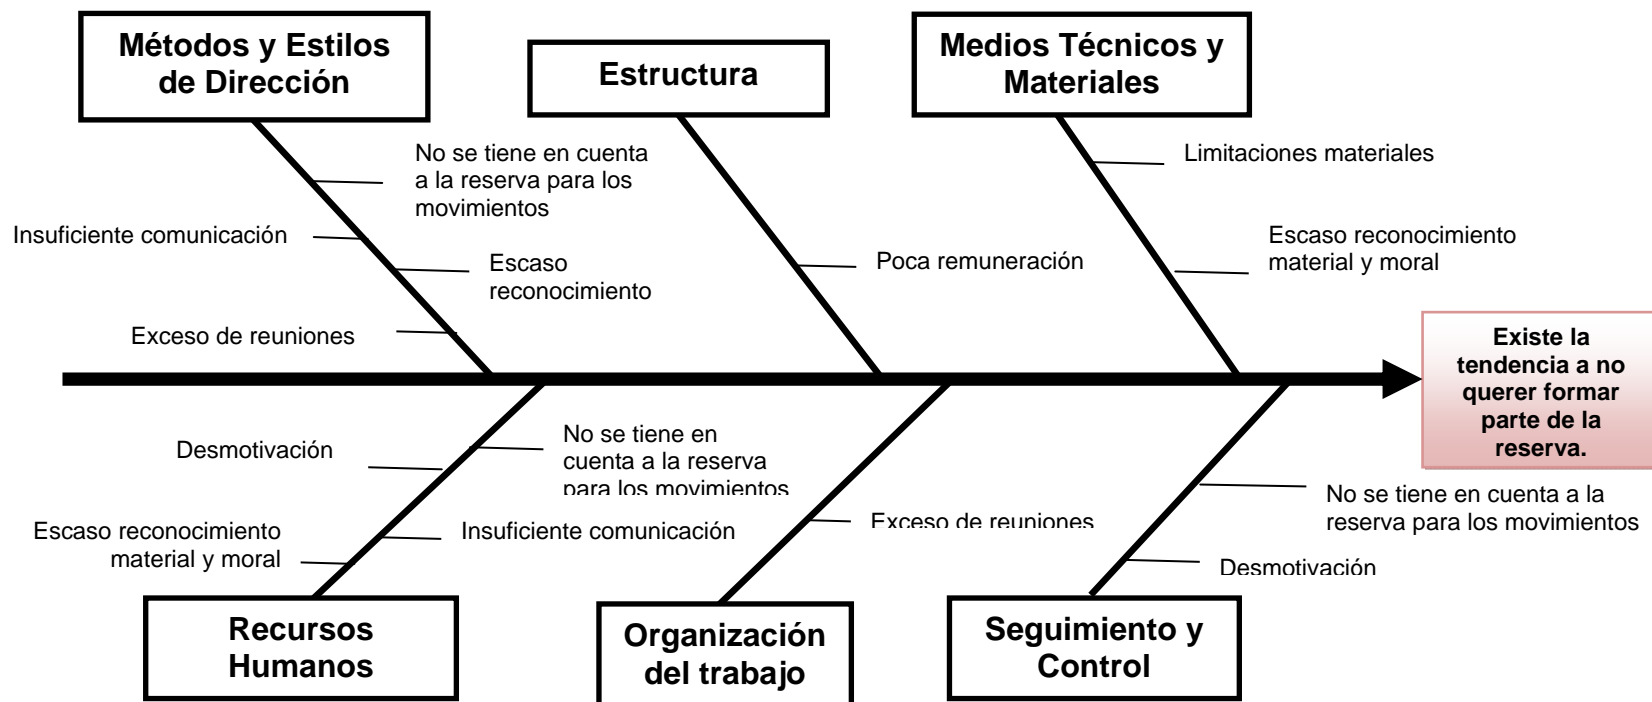 Métodos y Estilos
de Dirección
Estructura
Medios Técnicos y
Materiales
No se tiene en cuenta
a la reserva para los
movimientos
Insuficiente comunicación
Escaso
reconocimiento
Exceso de reuniones
Poca remuneración
Limitaciones materiales
Escaso reconocimiento
material y moral
Existe la
tendencia a no
querer formar
parte de la
reserva.
Desmotivación
No se tiene en
cuenta a la reserva
para los movimientos
Escaso reconocimiento
material y moral
Insuficiente comunicación
Exceso de reuniones
No se tiene en cuenta a la
reserva para los movimientos
Desmotivación
Recursos
Humanos
Organización
del trabajo
Seguimiento y
Control